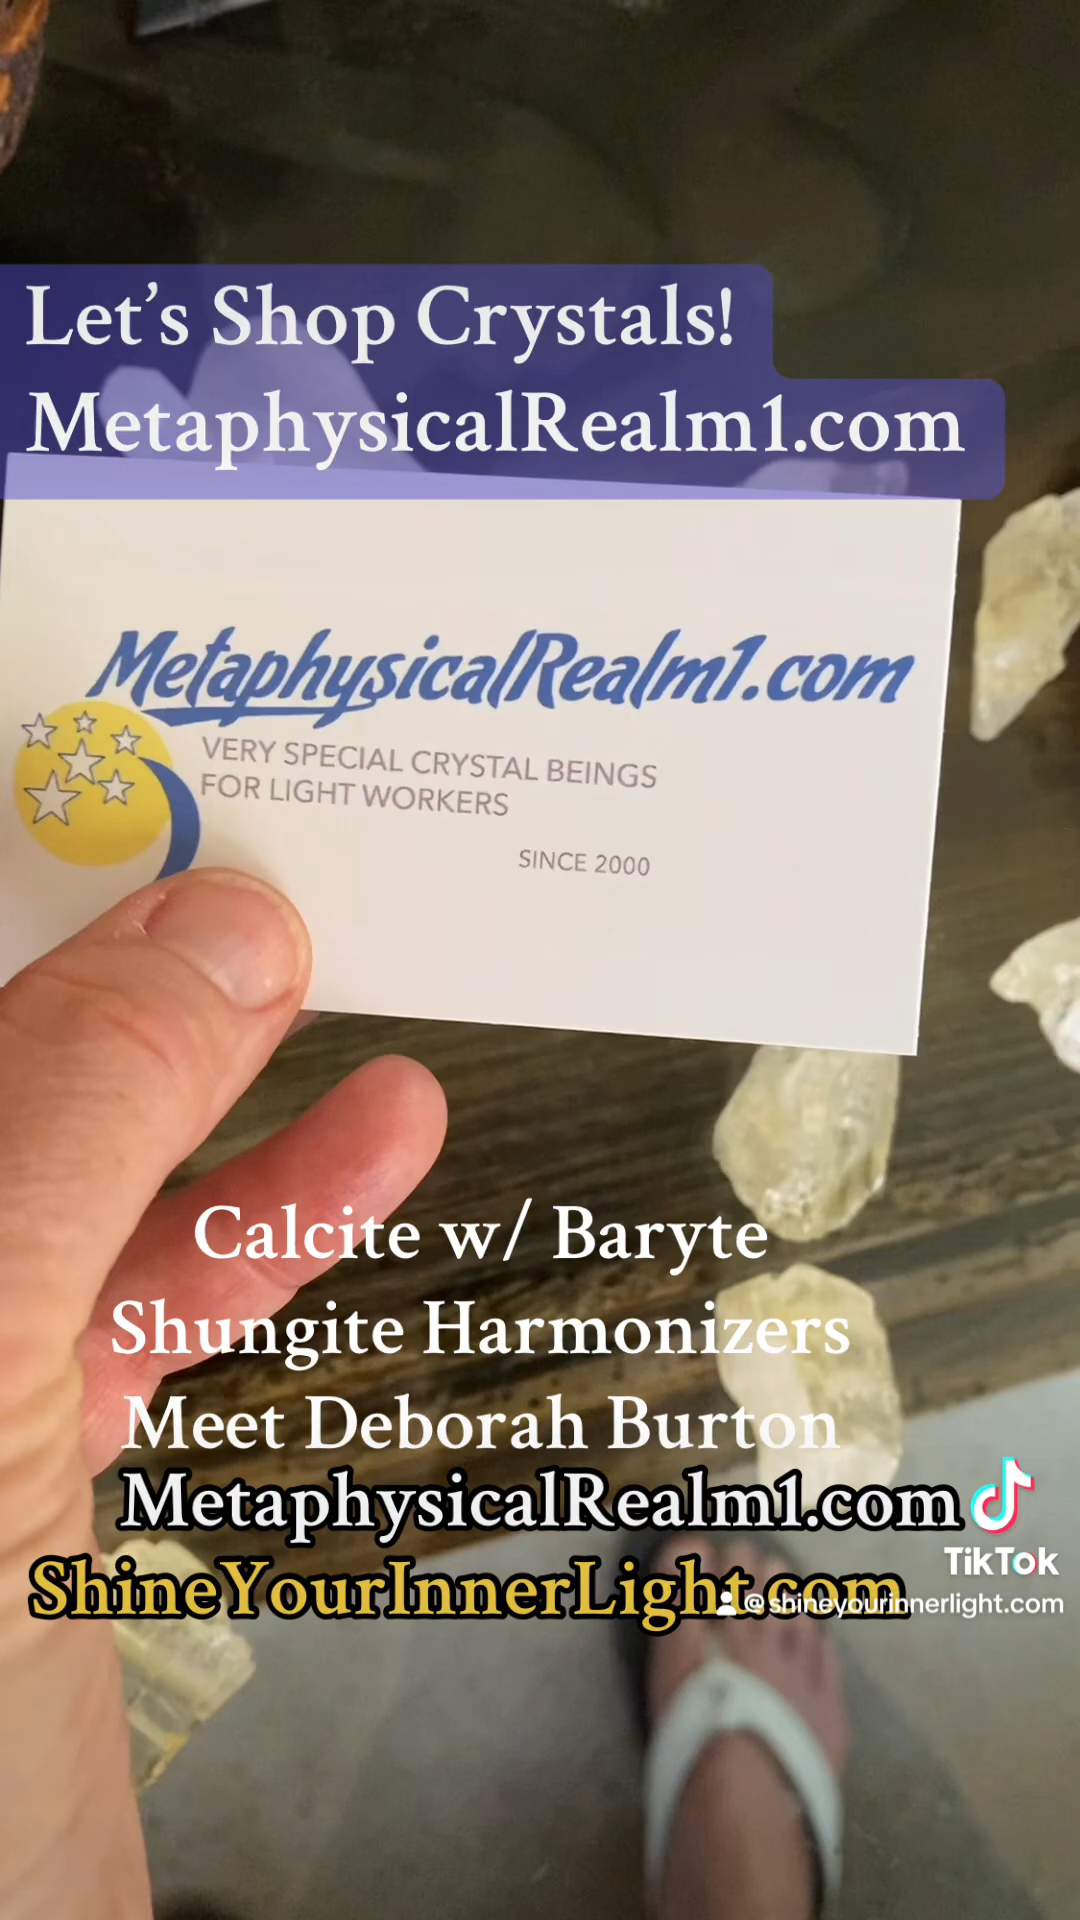 Let’s Shop Crystals!
MetaphysicalRealm1.com
MetaphysicalRealm1.com
VERY SPECIAL CRYSTAL BEINGS
FOR LIGHT WORKERS
SINCE 2000
Calcite w/ Baryte
Shungite Harmonizers
Meet Deborah Burton
MetaphysicalRealm1.com
TikTok
ShineYourInnerLight.com
@shineyourinnerlight.com